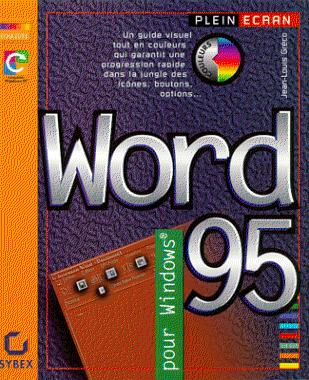 PLEIN ECRAN
Un guide visuel
tout en couleurs
qui garantit une
progression rapide
dans la jungle des
icônes, boutons,
options...
Jean-Louis Gréco
Word
95
pour Windows®
SYBEX